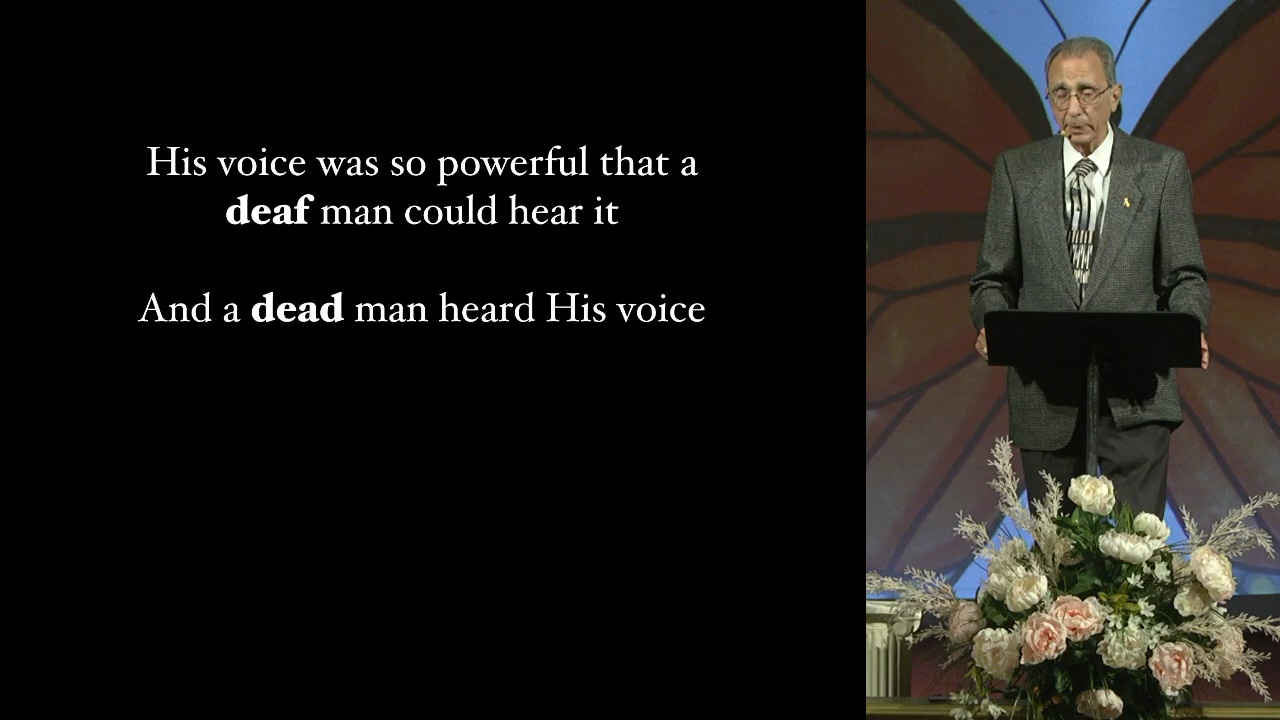 His voice was so powerful that a
deaf man could hear it
And a dead man heard His voice